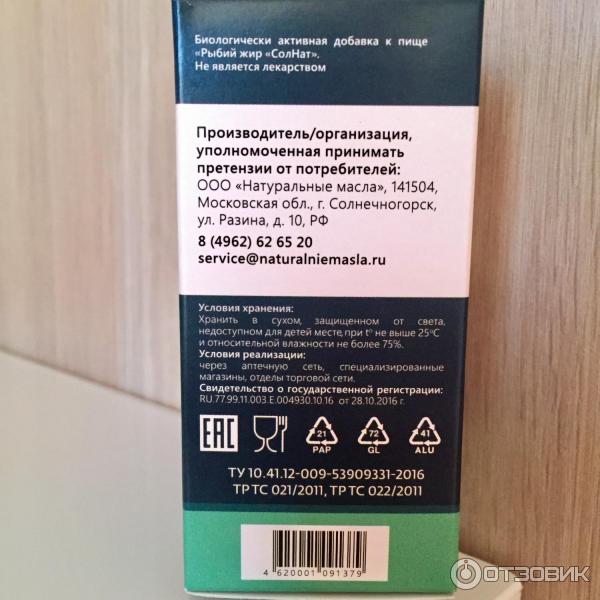 Биологически активная добавка к пище
«Рыбий жир «СолНат».
Не является лекарством
Производитель/организация,
уполномоченная принимать
претензии от потребителей:
ООО «Натуральные масла», 141504,
Московская обл., г. Солнечногорск,
ул. Разина, д. 10, РФ
8 (4962) 62 65 20
service@naturalniemasla.ru
Условия хранения:
Хранить в сухом, защищенном от света,
недоступном для детей месте, при t° не выше 25°С
и относительной влажности не более 75%.
Условия реализации:
через аптечную сеть, специализированные
магазины, отделы торговой сети.
Свидетельство о государственной регистрации:
RU.77.99.11.003.Е.004930.10.16 от 28.10.2016 г.
EAC 21 72 41
PAP GL ALU
ТУ 10.41.12-009-53909331-2016
ТР ТС 021/2011, ТР ТС 022/2011
4 620001 091379
ОТЗОВИК